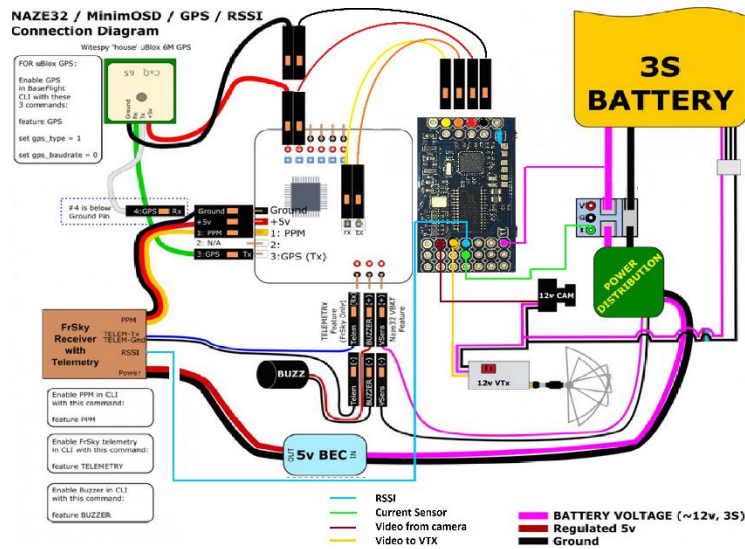 NAZE32 / MinimOSD / GPS / RSSI
Connection Diagram
Witespy 'house' uBlox 6M GPS
FOR uBlox GPS:
Enable GPS
in BaseFlight
CLI with these
3 commands:
feature GPS
set gps_type = 1
set gps_baudrate = 0
Ground
Rx
Tx
+5v
#4 is below
Ground Pin
4:GPS
Rx
Ground
+5v
1: PPM
2: N/A
3:GPS
Tx
Ground
+5v
1: PPM
2:
3:GPS (Tx)
rx
tx
3S
BATTERY
V
G
I
POWER
DISTRIBUTION
12v CAM
12v VTx
FrSky
Receiver
with
Telemetry
PPM
TELEM-Tx
TELEM-Gnd
RSSI
Power
TELEMETRY
Feature
(FrSky Only)
Telem
(Rx)
BUZZER
(+)
VSens
(+)
Naze32 VBAT
Feature
Telem
(-)
BUZZER
(-)
VSens
(-)
BUZZ
OUT
5v BEC
IN
Enable PPM in CLI
with this command:
feature PPM
Enable FrSky telemetry
in CLI with this command:
feature TELEMETRY
Enable Buzzer in CLI
with this command:
feature BUZZER
RSSI
Current Sensor
Video from camera
Video to VTX
BATTERY VOLTAGE (~12v, 3S)
Regulated 5v
Ground